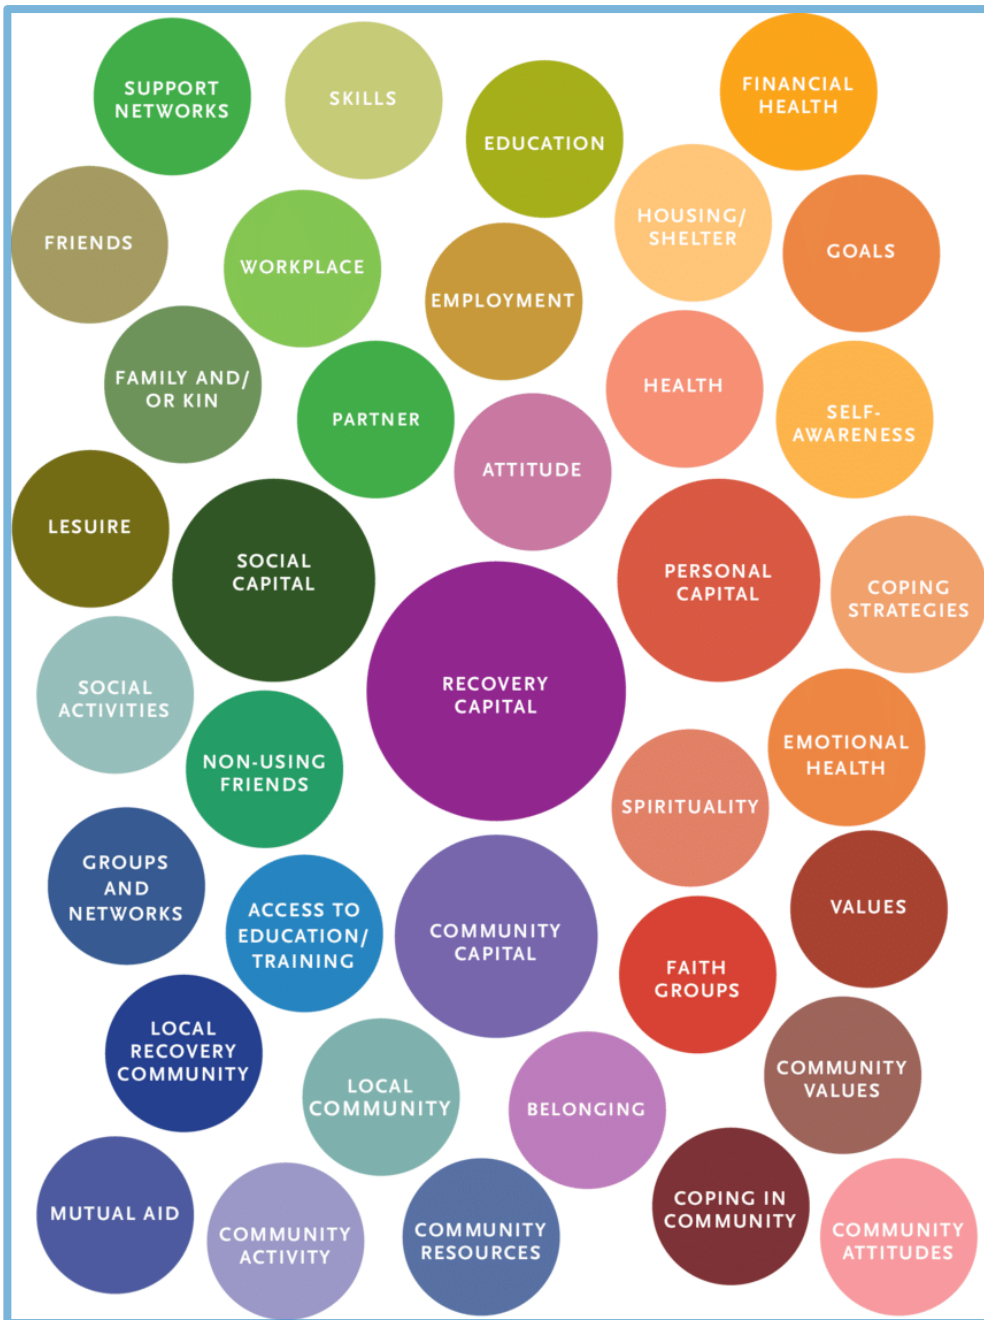 SUPPORT
NETWORKS
SKILLS
EDUCATION
FINANCIAL
HEALTH
FRIENDS
WORKPLACE
EMPLOYMENT
HOUSING/
SHELTER
GOALS
FAMILY AND/
OR KIN
PARTNER
ATTITUDE
HEALTH
SELF-
AWARENESS
LESUIRE
SOCIAL
CAPITAL
PERSONAL
CAPITAL
COPING
STRATEGIES
SOCIAL
ACTIVITIES
RECOVERY
CAPITAL
NON-USING
FRIENDS
EMOTIONAL
HEALTH
SPIRITUALITY
GROUPS
AND
NETWORKS
ACCESS TO
EDUCATION/
TRAINING
COMMUNITY
CAPITAL
FAITH
GROUPS
VALUES
LOCAL
RECOVERY
COMMUNITY
LOCAL
COMMUNITY
BELONGING
COMMUNITY
VALUES
MUTUAL AID
COMMUNITY
ACTIVITY
COMMUNITY
RESOURCES
COPING IN
COMMUNITY
COMMUNITY
ATTITUDES